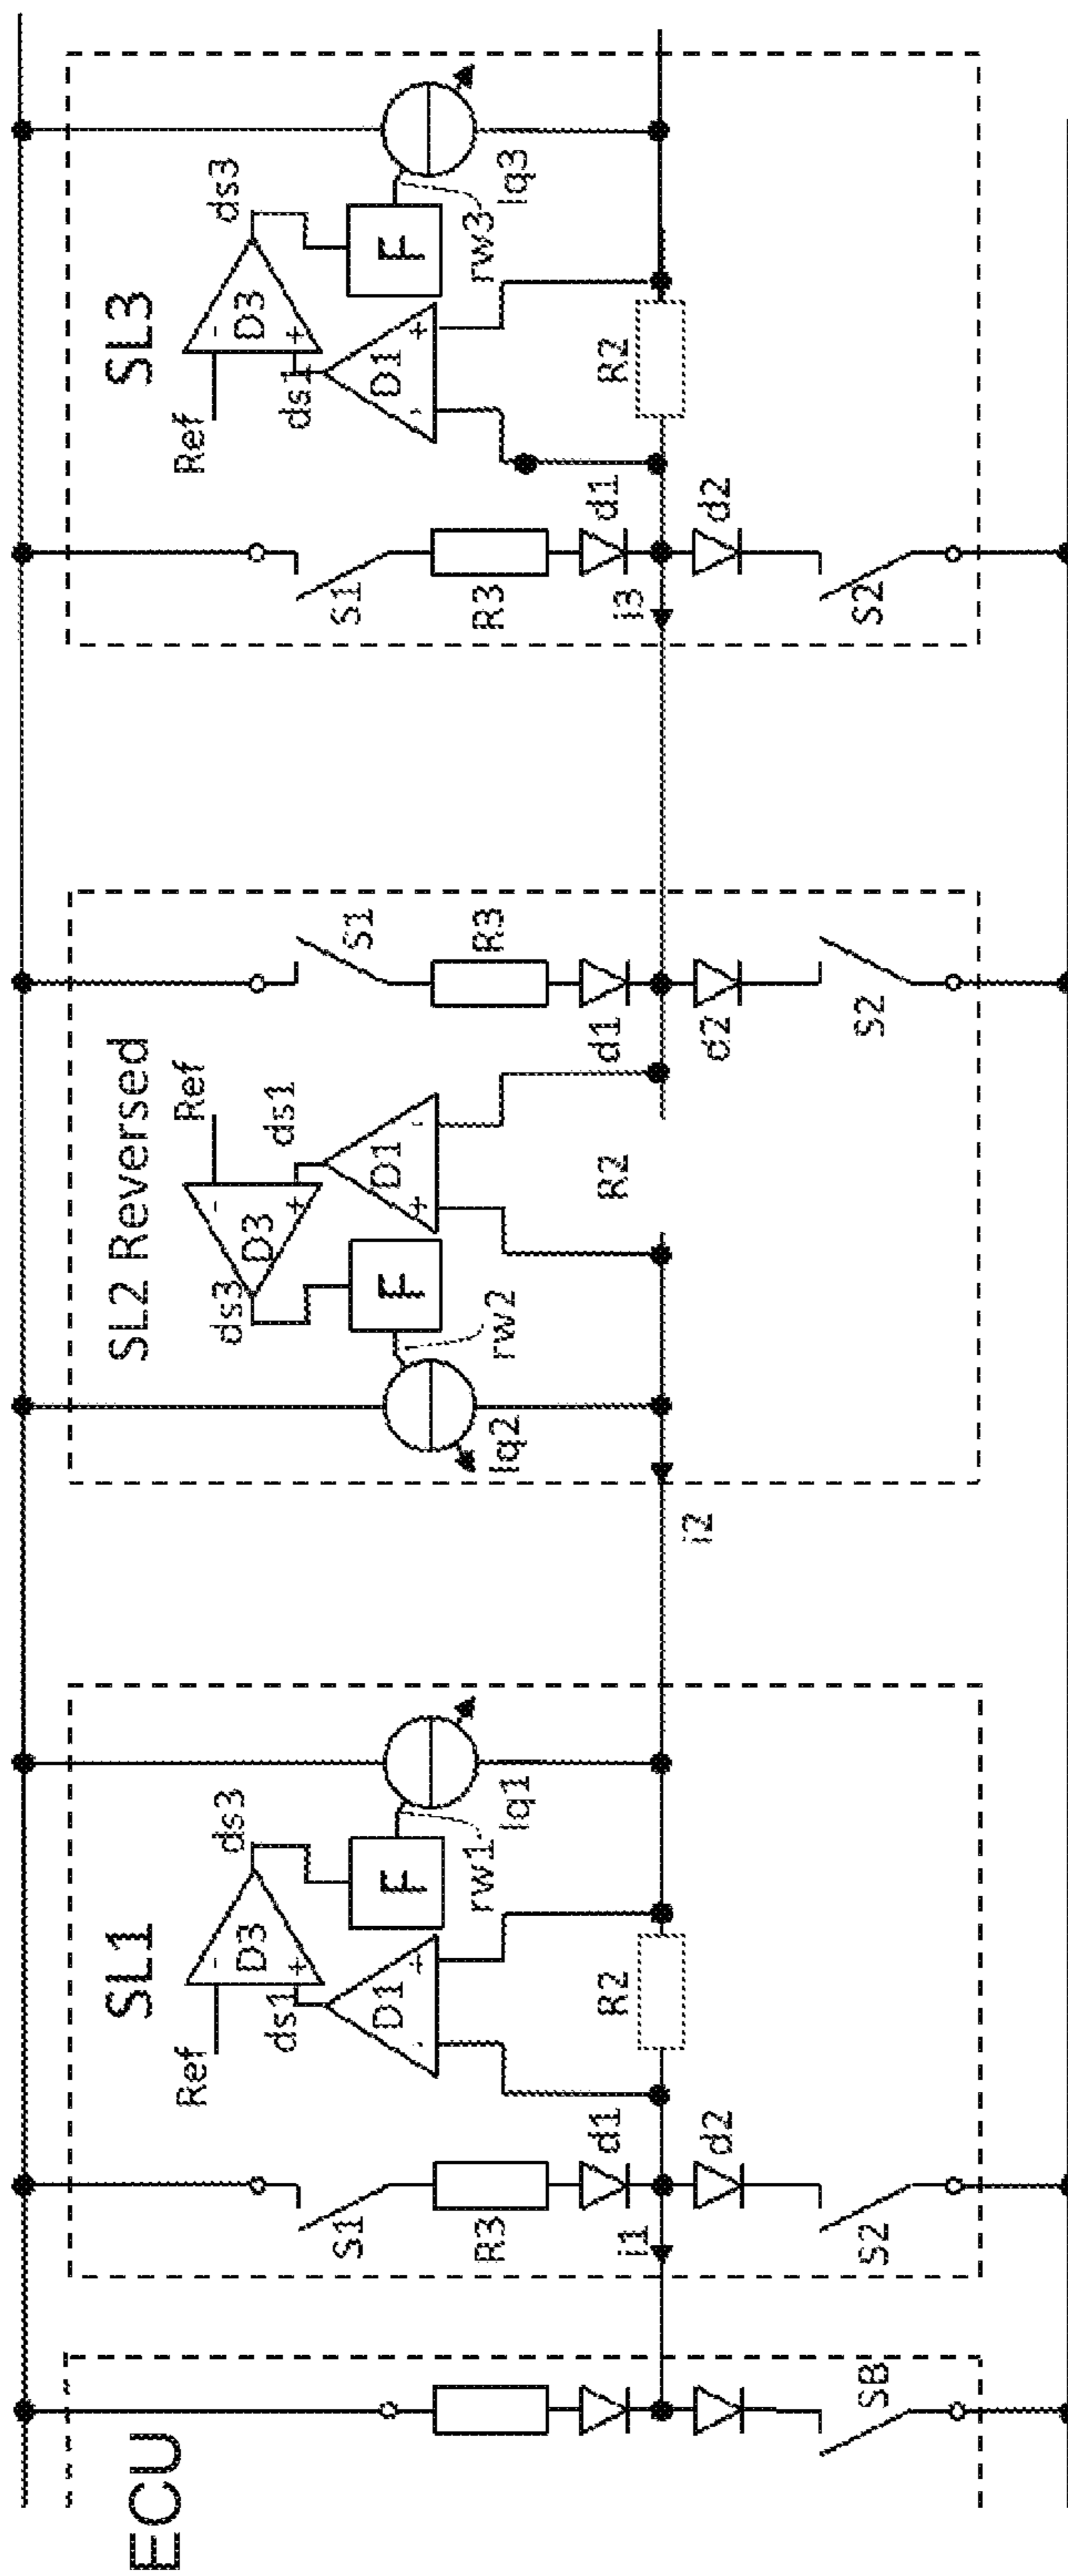 ECU
SB
SL1
Ref
D3
-
+
ds3
ds1
D1
-
+
F
rw1
Iq1
S1
R3
d1
i1
R2
d2
S2
i2
SL2 Reversed
ds3
D3
-
+
Ref
ds1
D1
+
-
F
rw2
Iq2
R2
S1
R3
d1
d2
S2
SL3
Ref
D3
-
+
ds3
ds1
D1
-
+
F
rw3
Iq3
S1
R3
d1
i3
R2
d2
S2